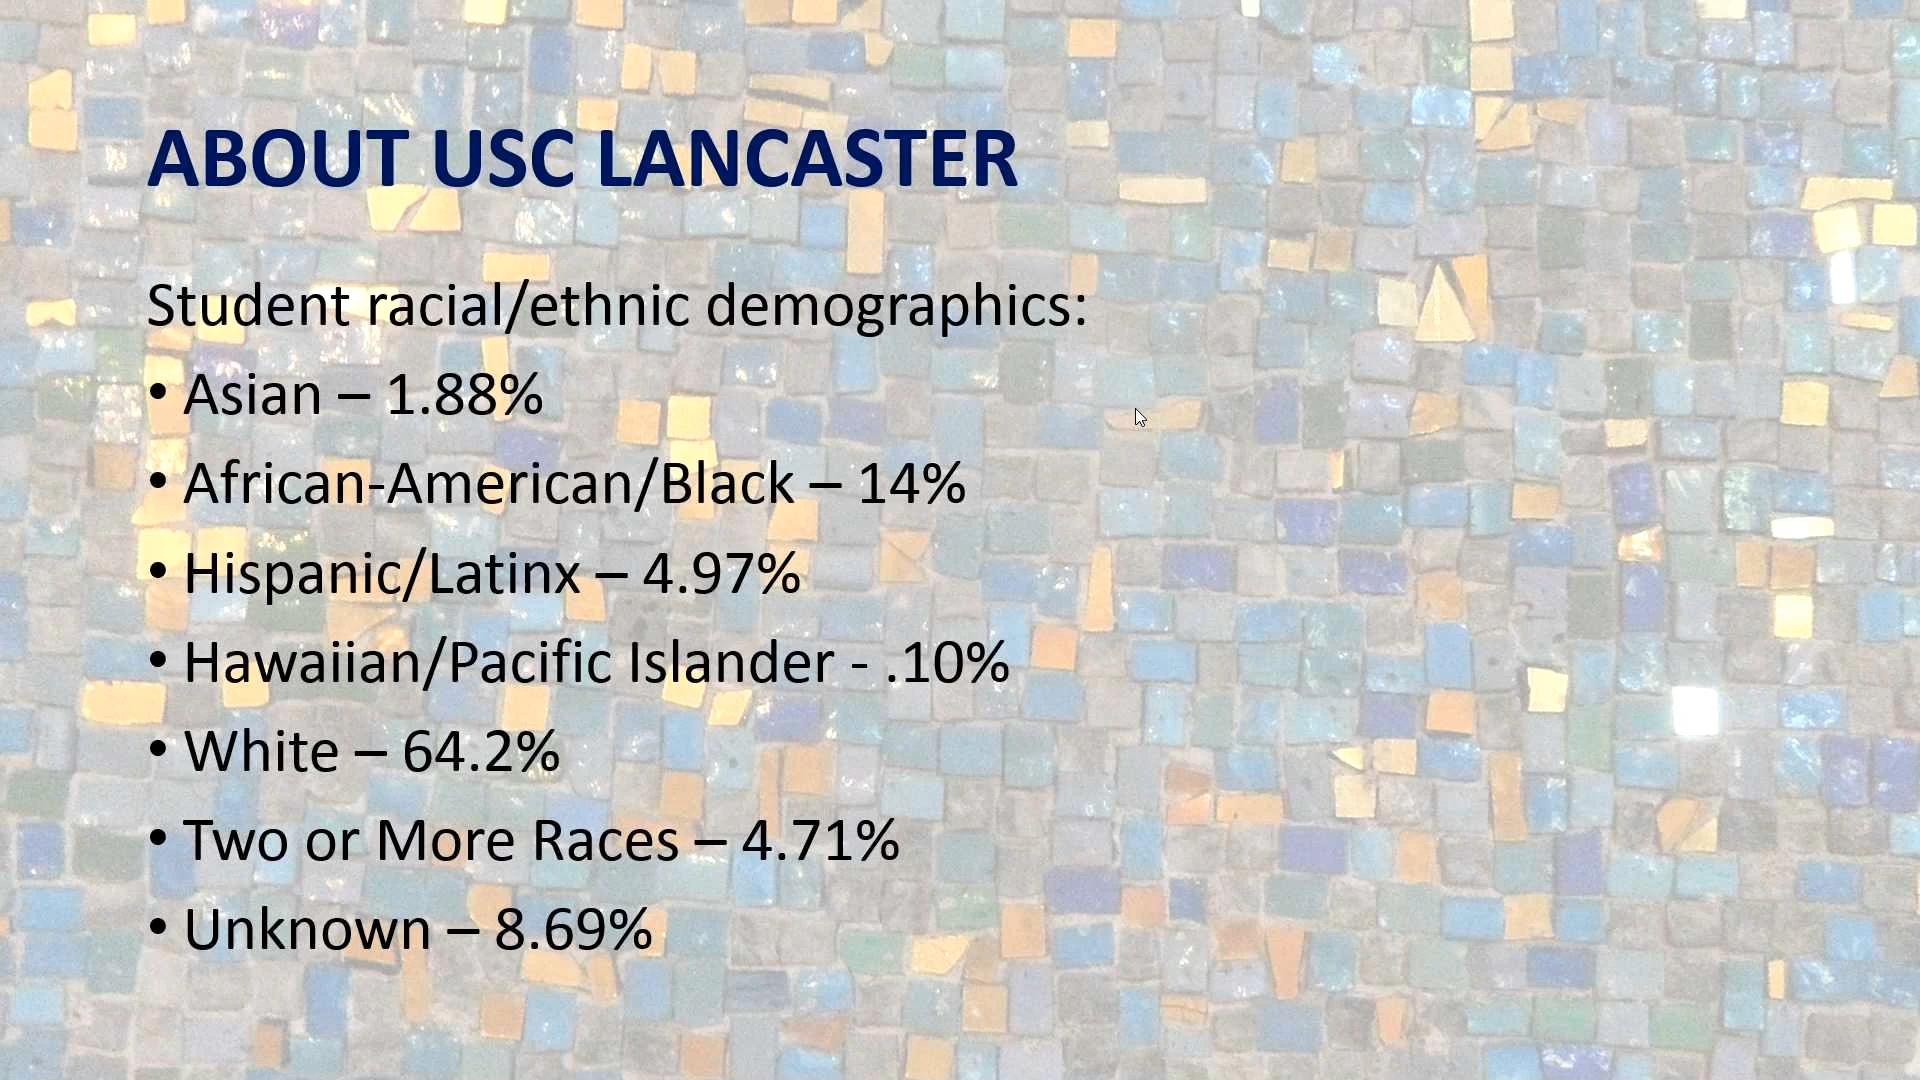 ABOUT USC LANCASTER
Student racial/ethnic demographics:
• Asian – 1.88%
• African-American/Black – 14%
• Hispanic/Latinx – 4.97%
• Hawaiian/Pacific Islander - .10%
• White – 64.2%
• Two or More Races – 4.71%
• Unknown – 8.69%